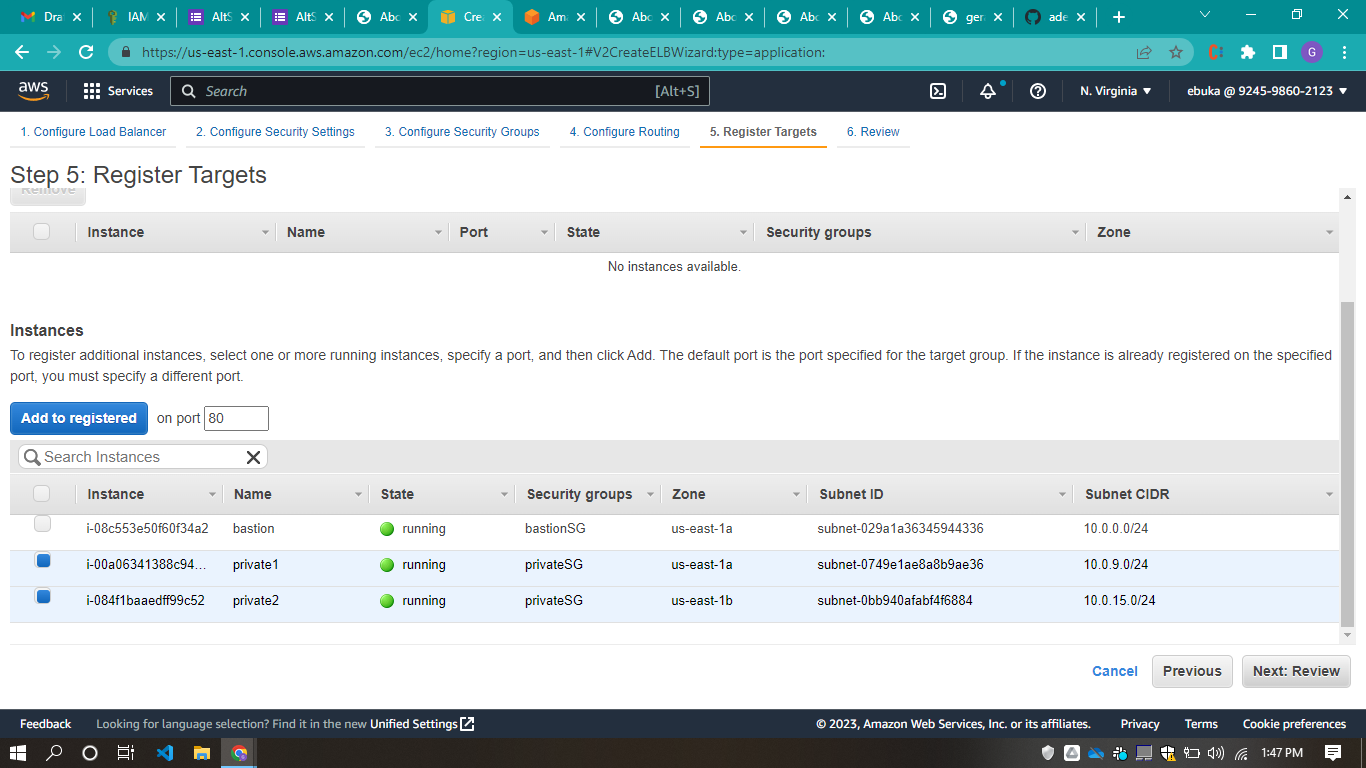 Dra
IAM
AltS
AltS
Abc
Cre
Ama
Abc
Abc
Abc
Abc
ger
ade
https://us-east-1.console.aws.amazon.com/ec2/home?region=us-east-1#V2CreateELBWizard:type=application:
G
aws
Services
Search
[Alt+S]
N. Virginia
ebuka @ 9245-9860-2123
1. Configure Load Balancer
2. Configure Security Settings
3. Configure Security Groups
4. Configure Routing
5. Register Targets
6. Review
Step 5: Register Targets
Remove
Instance Name Port State Security groups Zone
No instances available.
Instances
To register additional instances, select one or more running instances, specify a port, and then click Add. The default port is the port specified for the target group. If the instance is already registered on the specified
port, you must specify a different port.
Add to registered on port 80
Search Instances
Instance Name State Security groups Zone Subnet ID Subnet CIDR
i-08c553e50f60f34a2 bastion running bastionSG us-east-1a subnet-029a1a36345944336 10.0.0.0/24
i-00a06341388c94... private1 running privateSG us-east-1a subnet-0749e1ae8a8b9ae36 10.0.9.0/24
i-084f1baaedff99c52 private2 running privateSG us-east-1b subnet-0bb940afabf4f6884 10.0.15.0/24
Cancel Previous Next: Review
Feedback Looking for language selection? Find it in the new Unified Settings © 2023, Amazon Web Services, Inc. or its affiliates. Privacy Terms Cookie preferences
1:47 PM